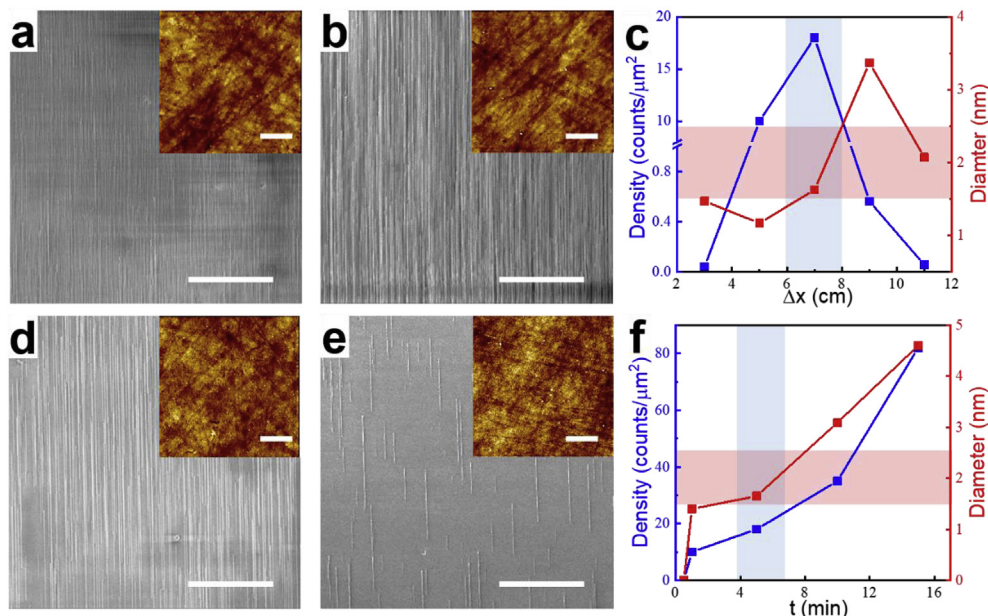 a
b
c
Density (counts/μm²)
20
15
10
0.8
0.4
0.0
2 4 6 8 10 12
Δx (cm)
4
3
2
1
Diamter (nm)
d
e
f
Density (counts/μm²)
80
60
40
20
0
0 4 8 12 16
t (min)
5
4
3
2
1
0
Diameter (nm)